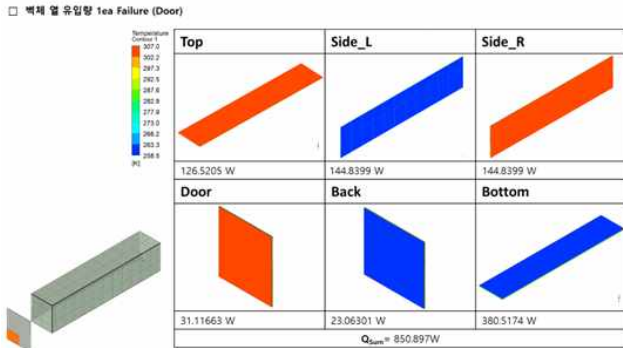 □ 벽체 열 유입량 1ea Failure (Door)
Temperature
Contour 1
307.0
302.2
297.3
292.5
287.6
282.8
277.9
273.0
268.2
263.3
258.5
[K]
Top Side_L Side_R
126.5205 W 144.8399 W 144.8399 W
Door Back Bottom
31.11663 W 23.06301 W 380.5174 W
Q_Sum= 850.897W